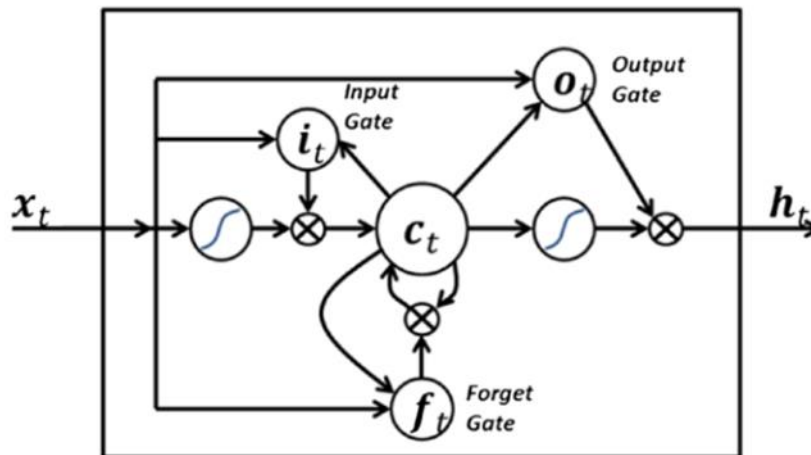 Output
Gate
o_t
Input
Gate
i_t
x_t
c_t
h_t
Forget
Gate
f_t